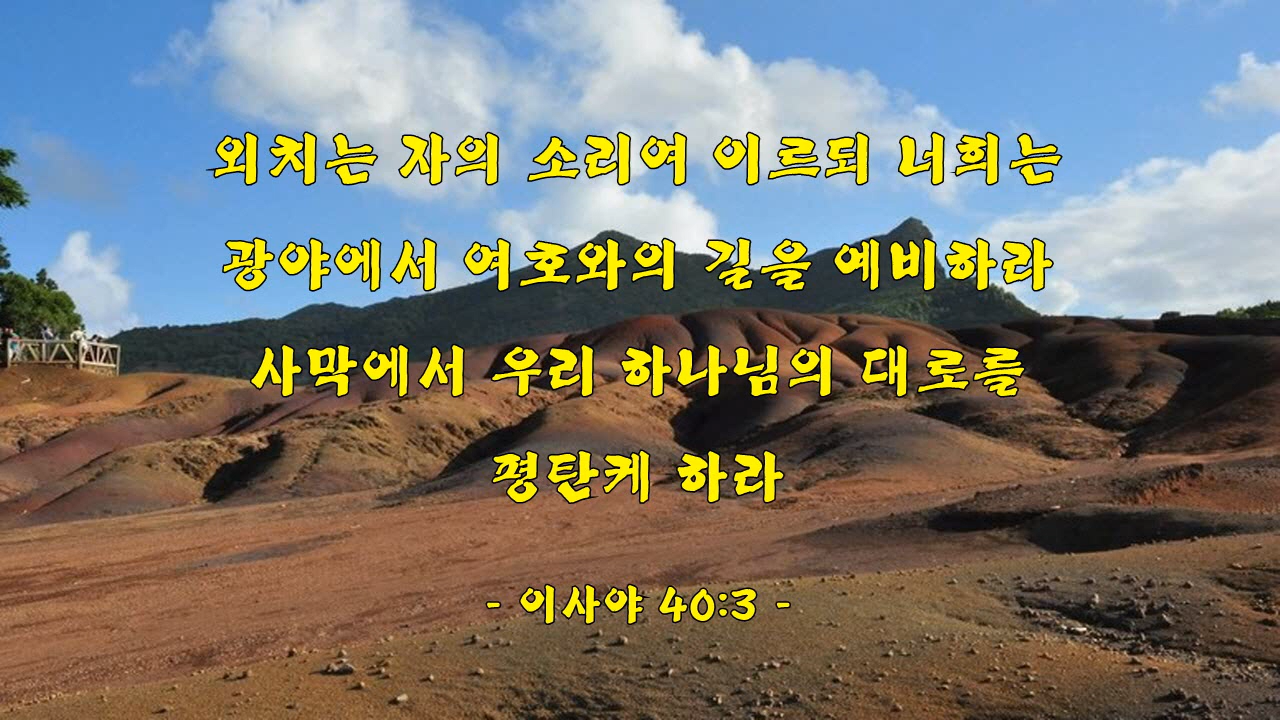 외치는 자의 소리여 이르되 너희는
광야에서 여호와의 길을 예비하라
사막에서 우리 하나님의 대로를
평탄케 하라
- 이사야 40:3 -